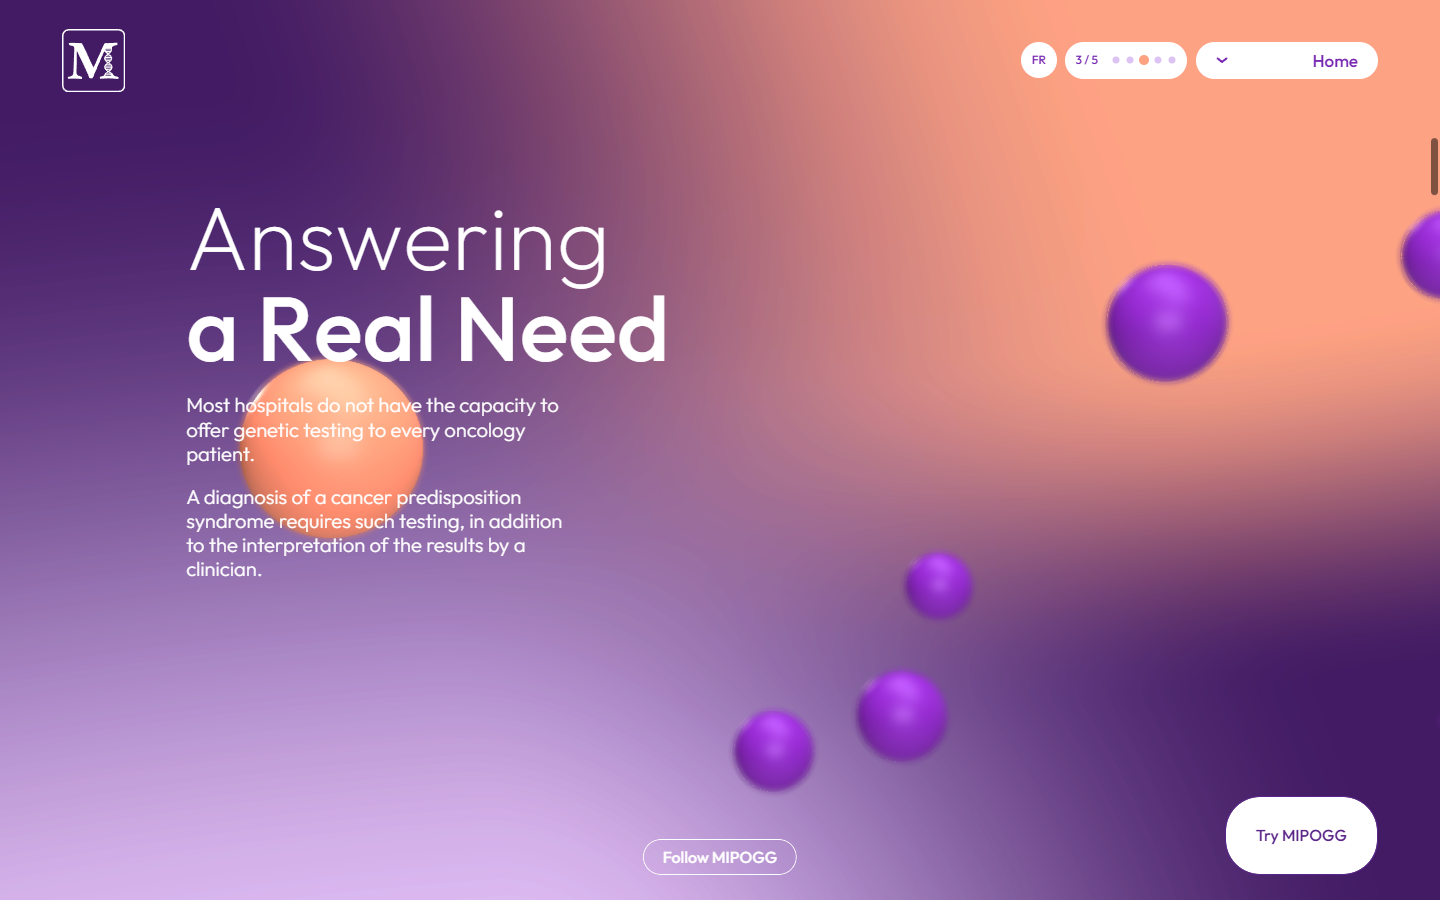 M
FR
3 / 5
Home
Answering
a Real Need
Most hospitals do not have the capacity to
offer genetic testing to every oncology
patient.
A diagnosis of a cancer predisposition
syndrome requires such testing, in addition
to the interpretation of the results by a
clinician.
Follow MIPOGG
Try MIPOGG